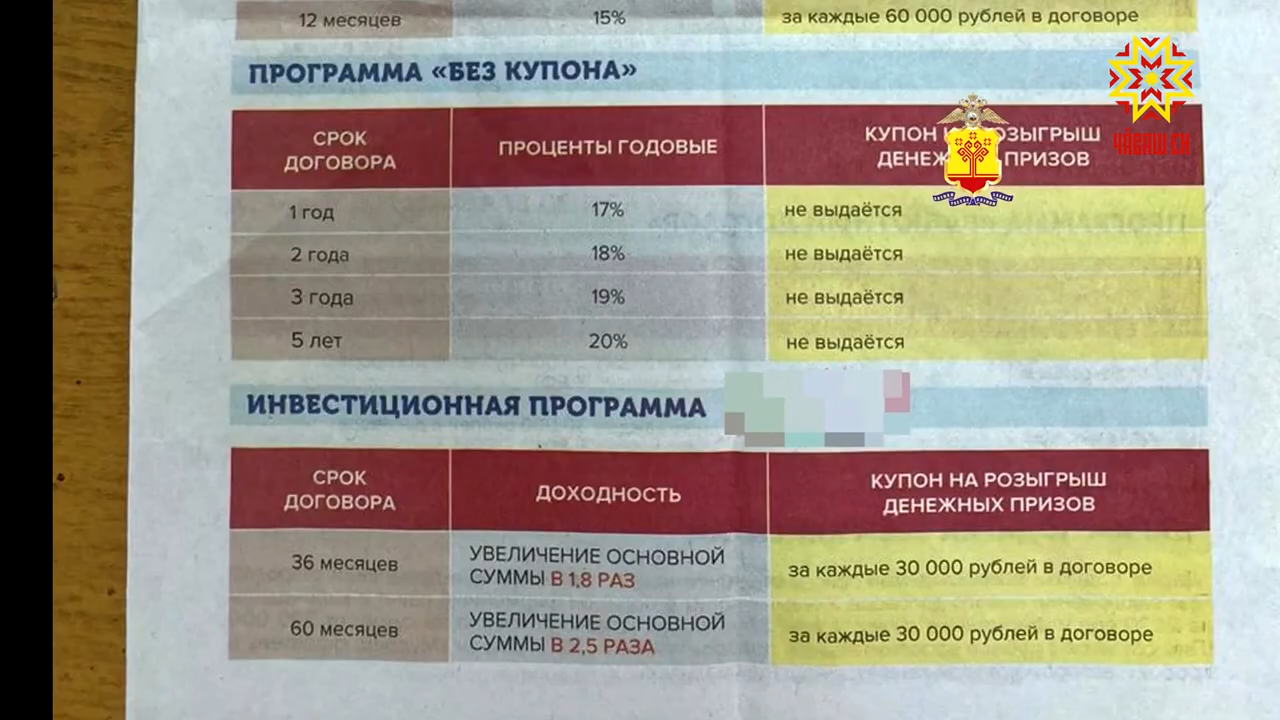 12 месяцев 15% за каждые 60 000 рублей в договоре
ПРОГРАММА «БЕЗ КУПОНА»
СРОК
ДОГОВОРА
ПРОЦЕНТЫ ГОДОВЫЕ
КУПОН РОЗЫГРЫШ
ПРИЗОВ
1 год 17% не выдаётся
2 года 18% не выдаётся
3 года 19% не выдаётся
5 лет 20% не выдаётся
ИНВЕСТИЦИОННАЯ ПРОГРАММА
СРОК
ДОГОВОРА
ДОХОДНОСТЬ
КУПОН НА РОЗЫГРЫШ
ДЕНЕЖНЫХ ПРИЗОВ
36 месяцев
УВЕЛИЧЕНИЕ ОСНОВНОЙ
СУММЫ В 1,8 РАЗ
за каждые 30 000 рублей в договоре
60 месяцев
УВЕЛИЧЕНИЕ ОСНОВНОЙ
СУММЫ В 2,5 РАЗА
за каждые 30 000 рублей в договоре